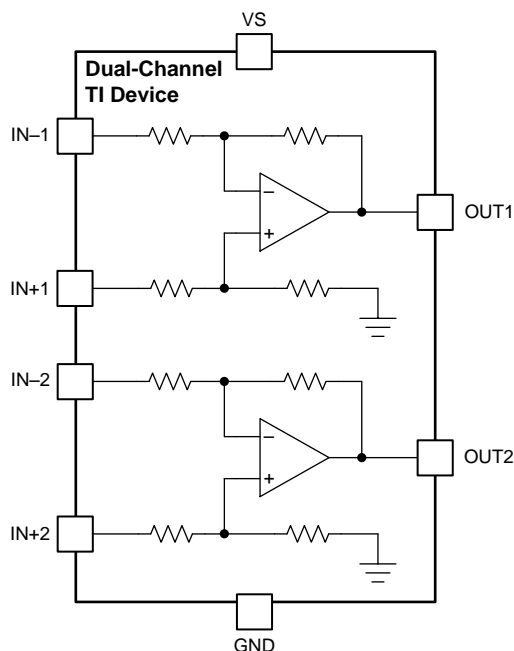 VS
Dual-Channel
TI Device
IN–1
−
OUT1
+
IN+1
IN–2
−
OUT2
+
IN+2
GND